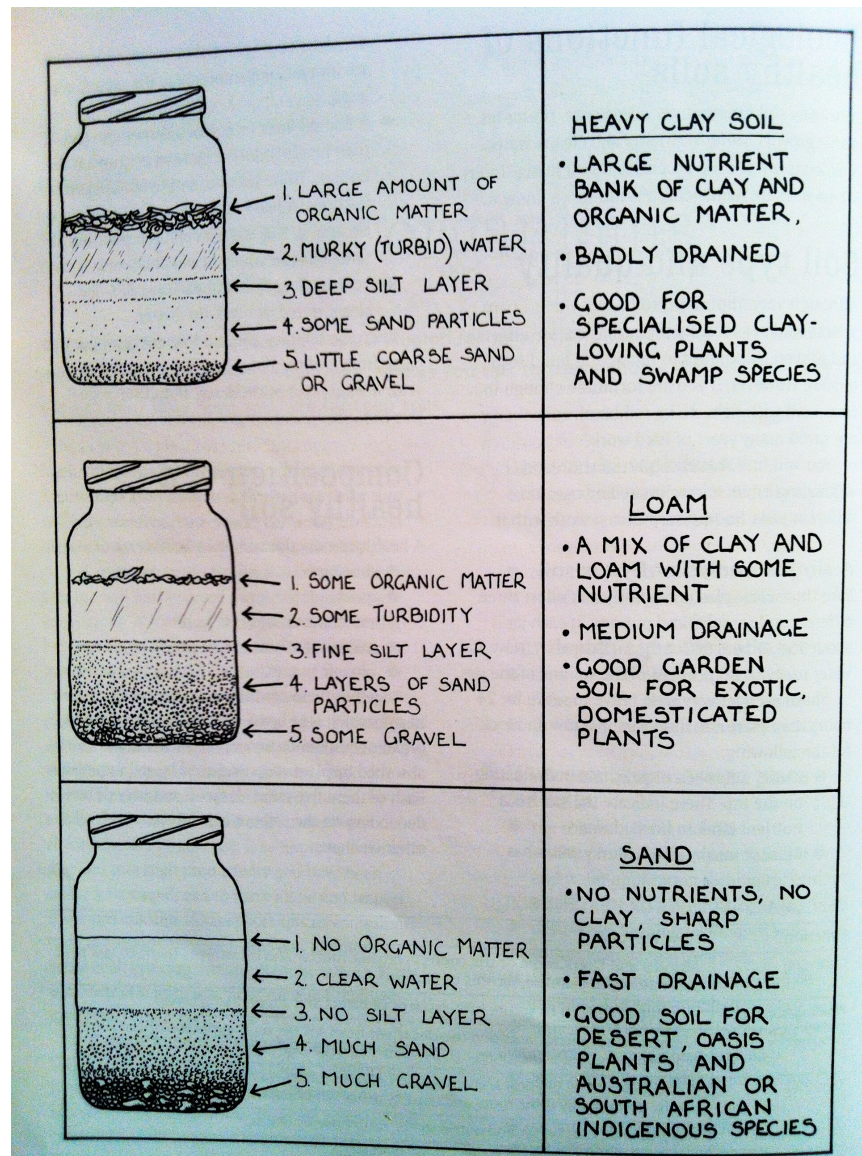 1. LARGE AMOUNT OF
ORGANIC MATTER
2. MURKY (TURBID) WATER
3. DEEP SILT LAYER
4. SOME SAND PARTICLES
5. LITTLE COARSE SAND
OR GRAVEL
HEAVY CLAY SOIL
• LARGE NUTRIENT
BANK OF CLAY AND
ORGANIC MATTER,
• BADLY DRAINED
• GOOD FOR
SPECIALISED CLAY-
LOVING PLANTS
AND SWAMP SPECIES
1. SOME ORGANIC MATTER
2. SOME TURBIDITY
3. FINE SILT LAYER
4. LAYERS OF SAND
PARTICLES
5. SOME GRAVEL
LOAM
• A MIX OF CLAY AND
LOAM WITH SOME
NUTRIENT
• MEDIUM DRAINAGE
• GOOD GARDEN
SOIL FOR EXOTIC,
DOMESTICATED
PLANTS
1. NO ORGANIC MATTER
2. CLEAR WATER
3. NO SILT LAYER
4. MUCH SAND
5. MUCH GRAVEL
SAND
• NO NUTRIENTS, NO
CLAY, SHARP
PARTICLES
• FAST DRAINAGE
• GOOD SOIL FOR
DESERT, OASIS
PLANTS AND
AUSTRALIAN OR
SOUTH AFRICAN
INDIGENOUS SPECIES